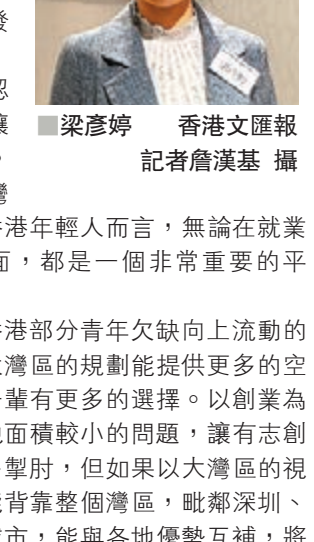 發
認
讓
，
灣
■梁彥婷　香港文匯報
記者詹漢基 攝
港年輕人而言，無論在就業
面，都是一個非常重要的平
港部分青年欠缺向上流動的
灣區的規劃能提供更多的空
輩有更多的選擇。以創業為
面積較小的問題，讓有志創
掣肘，但如果以大灣區的視
背靠整個灣區，毗鄰深圳、
市，能與各地優勢互補，將